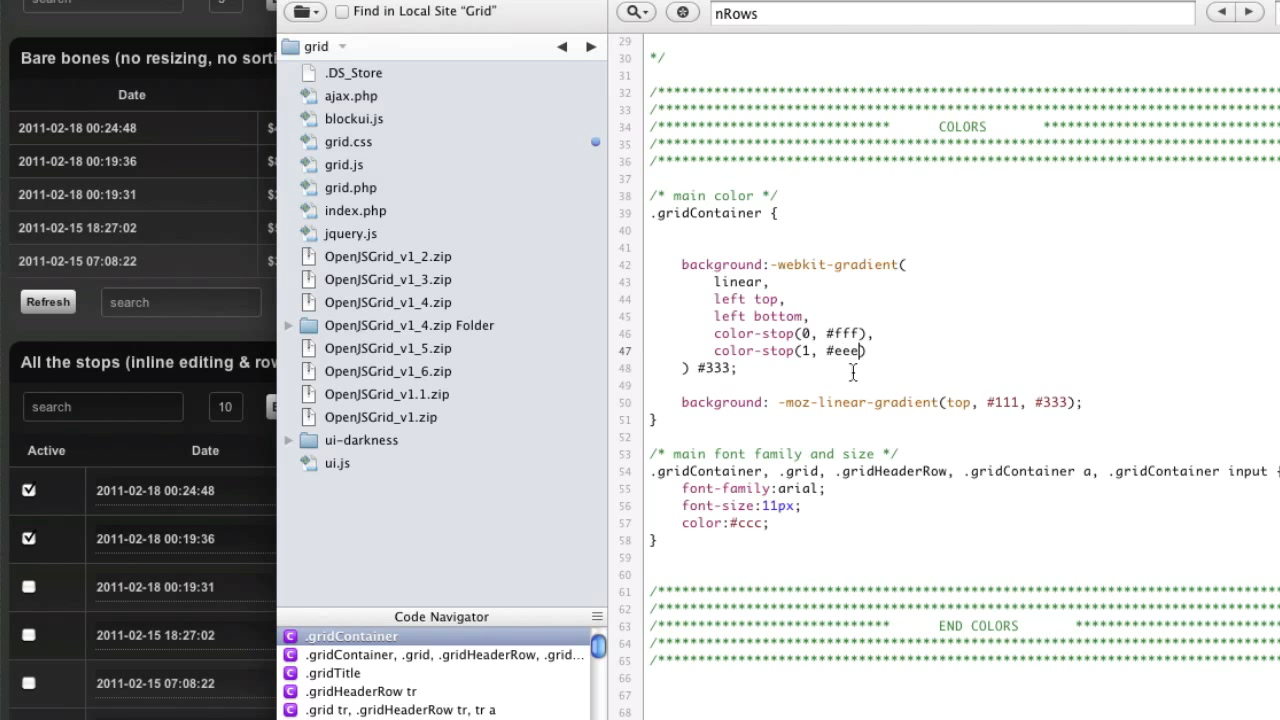 search
5
Bare bones (no resizing, no sorti
Date
2011-02-18 00:24:48
2011-02-18 00:19:36
2011-02-18 00:19:31
2011-02-15 18:27:02
2011-02-15 07:08:22
Refresh
search
All the stops (inline editing & row
search
10
Active
Date
2011-02-18 00:24:48
2011-02-18 00:19:36
2011-02-18 00:19:31
2011-02-15 18:27:02
2011-02-15 07:08:22
Find in Local Site “Grid”
grid
.DS_Store
ajax.php
blockui.js
grid.css
grid.js
grid.php
index.php
jquery.js
OpenJSGrid_v1_2.zip
OpenJSGrid_v1_3.zip
OpenJSGrid_v1_4.zip
OpenJSGrid_v1_4.zip Folder
OpenJSGrid_v1_5.zip
OpenJSGrid_v1_6.zip
OpenJSGrid_v1.1.zip
OpenJSGrid_v1.zip
ui-darkness
ui.js
Code Navigator
.gridContainer
.gridContainer, .grid, .gridHeaderRow, .grid...
.gridTitle
.gridHeaderRow tr
.grid tr, .gridHeaderRow tr, tr a
nRows
29
30 */
31
32 /******************************************************************************
33 /******************************************************************************
34 /***************************** COLORS *****************************
35 /******************************************************************************
36 /******************************************************************************
37
38 /* main color */
39 .gridContainer {
40
41
42 background:-webkit-gradient(
43 linear,
44 left top,
45 left bottom,
46 color-stop(0, #fff),
47 color-stop(1, #eee)
48 ) #333;
49
50 background: -moz-linear-gradient(top, #111, #333);
51 }
52
53 /* main font family and size */
54 .gridContainer, .grid, .gridHeaderRow, .gridContainer a, .gridContainer input {
55 font-family:arial;
56 font-size:11px;
57 color:#ccc;
58 }
59
60
61 /******************************************************************************
62 /******************************************************************************
63 /***************************** END COLORS *************************
64 /******************************************************************************
65 /******************************************************************************
66
67
68